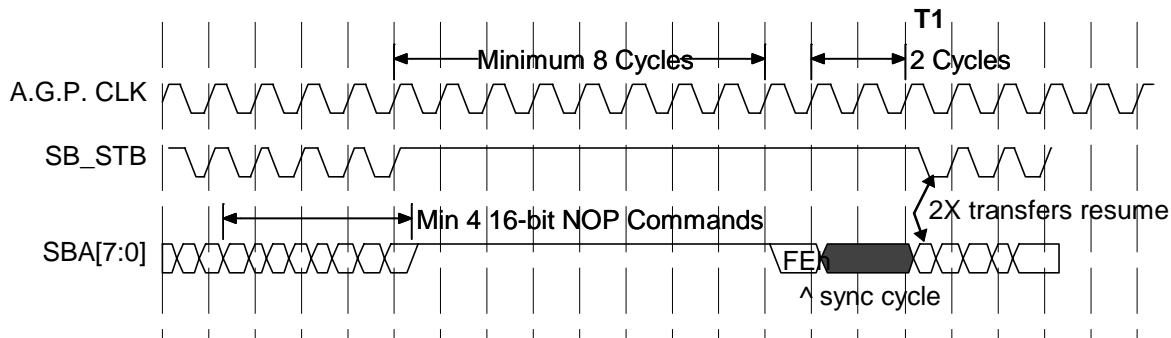 T1
Minimum 8 Cycles
2 Cycles
A.G.P. CLK
SB_STB
Min 4 16-bit NOP Commands
2X transfers resume
SBA[7:0]
FEh
^ sync cycle